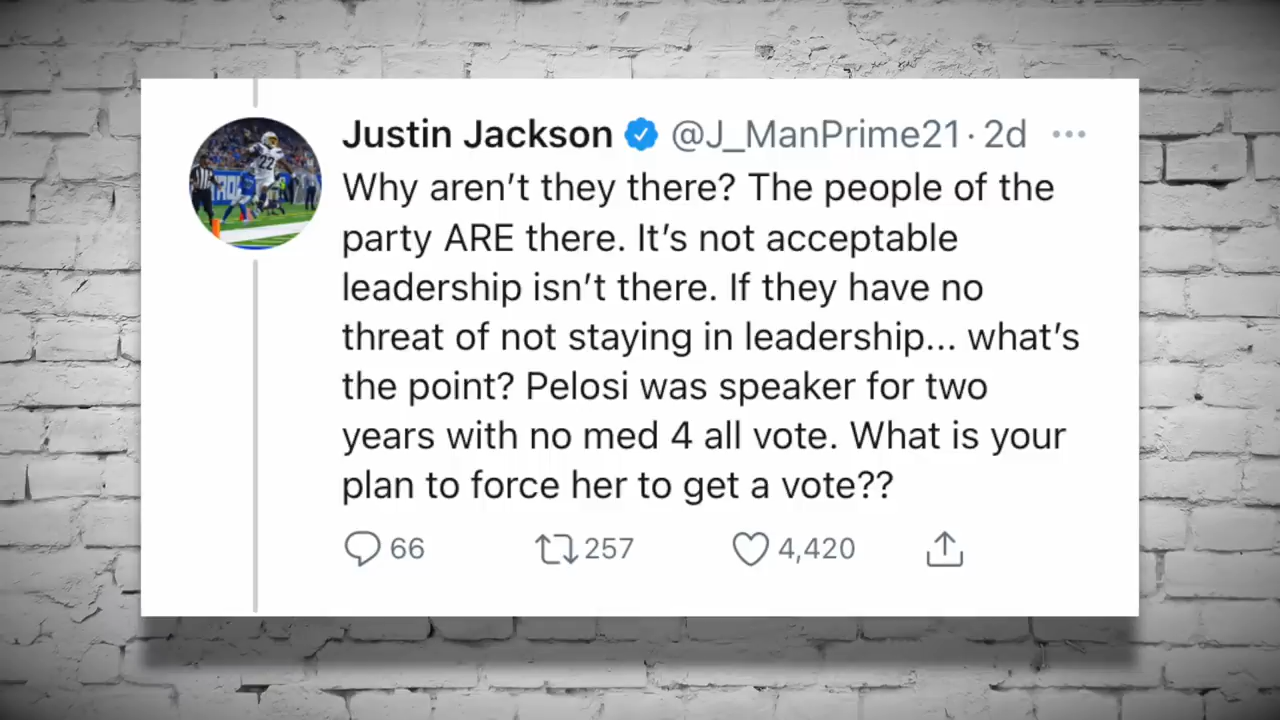 Justin Jackson @J_ManPrime21 · 2d
Why aren’t they there? The people of the
party ARE there. It’s not acceptable
leadership isn’t there. If they have no
threat of not staying in leadership... what’s
the point? Pelosi was speaker for two
years with no med 4 all vote. What is your
plan to force her to get a vote??
66 257 4,420
22